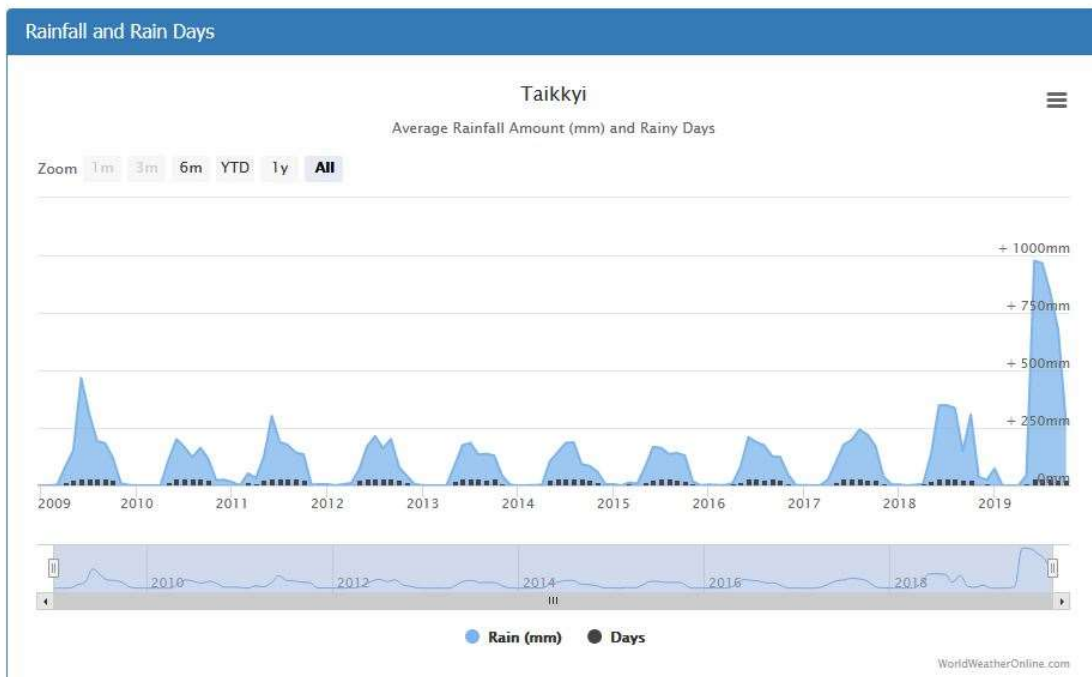 Rainfall and Rain Days
Taikkyi
Average Rainfall Amount (mm) and Rainy Days
Zoom 1m 3m 6m YTD 1y All
+ 1000mm
+ 750mm
+ 500mm
+ 250mm
0mm
2009 2010 2011 2012 2013 2014 2015 2016 2017 2018 2019
2010 2012 2014 2016 2018
Rain (mm) Days
WorldWeatherOnline.com